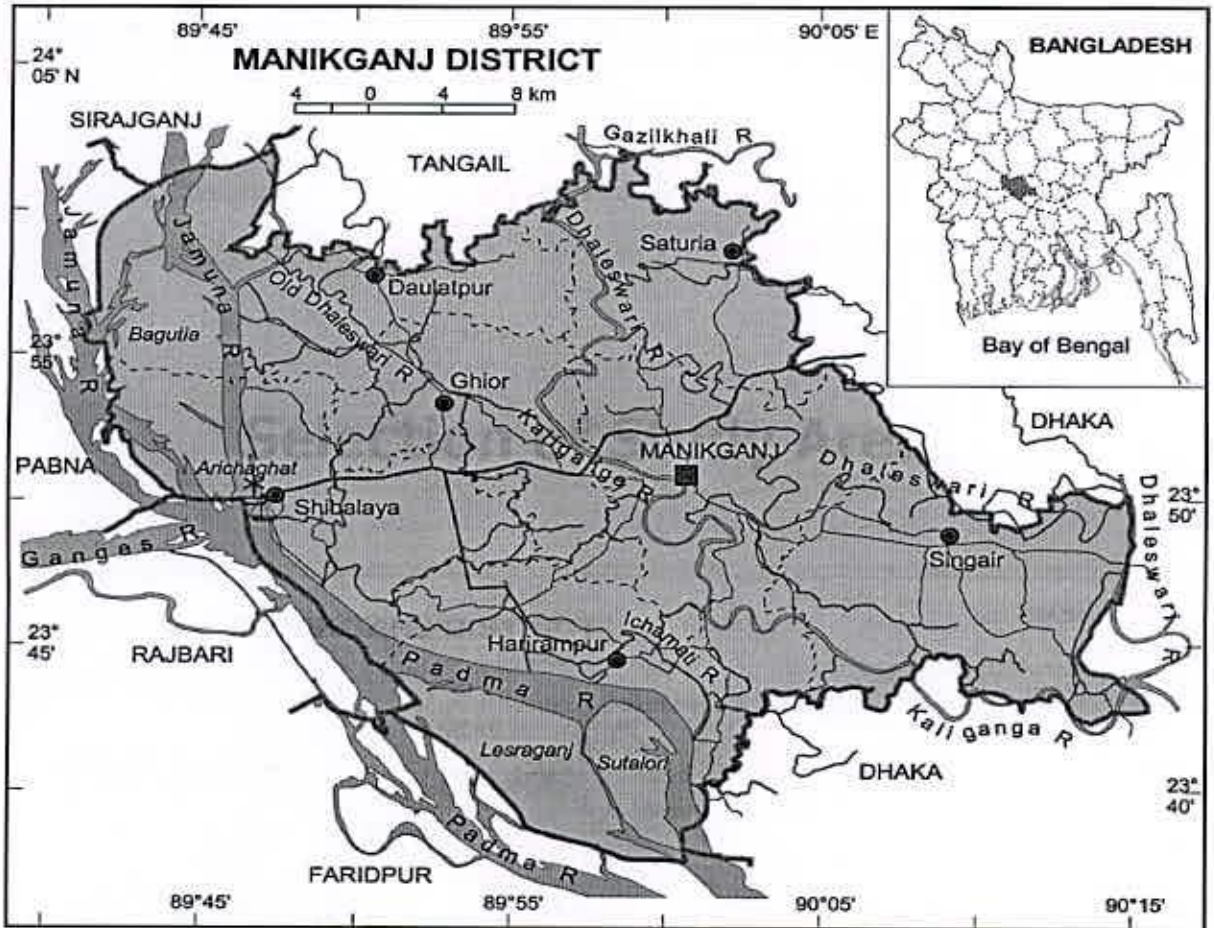 89°45'
89°55'
90°05' E
24°
05' N
MANIKGANJ DISTRICT
4 0 4 8 km
BANGLADESH
Bay of Bengal
SIRAJGANJ
TANGAIL
Gazilkhali R
Jamuna R
Jamuna R
Dhaleswari R
Saturia
Old Dhaleswari R
Daulatpur
Bagutia
23°
55'
Ghior
Kaliganga R
DHAKA
PABNA
Arichaghat
MANIKGANJ
Dhaleswari R
Dhaleswari R
23°
50'
Shibalaya
Singair
Ganges R
Ichamati R
Harirampur
23°
45'
RAJBARI
Padma R
Kaliganga R
Lesraganj
Sutalori
DHAKA
23°
40'
Padma R
FARIDPUR
89°45'
89°55'
90°05'
90°15'